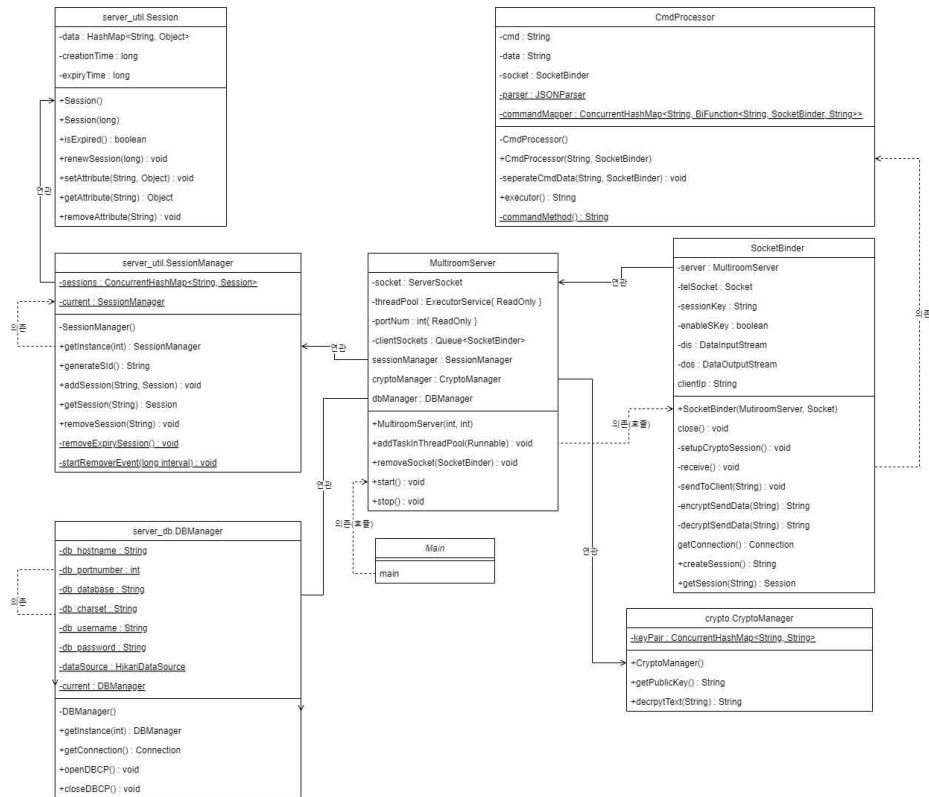 server_util.Session
-data : HashMap<String, Object>
-creationTime : long
-expiryTime : long
+Session()
+Session(long)
+isExpired() : boolean
+renewSession(long) : void
+setAttribute(String, Object) : void
+getAttribute(String) : Object
+removeAttribute(String) : void
연관
CmdProcessor
-cmd : String
-data : String
-socket : SocketBinder
-parser : JSONParser
-commandMapper : ConcurrentHashMap<String, BiFunction<String, SocketBinder, String>>
-CmdProcessor()
+CmdProcessor(String, SocketBinder)
-seperateCmdData(String, SocketBinder) : void
+executor() : String
-commandMethod() : String
server_util.SessionManager
-sessions : ConcurrentHashMap<String, Session>
-current : SessionManager
-SessionManager()
+getInstance(int) : SessionManager
+generateSId() : String
+addSession(String, Session) : void
+getSession(String) : Session
+removeSession(String) : void
-removeExpirySession() : void
-startRemoverEvent(long interval) : void
의존
연관
MultiroomServer
-socket : ServerSocket
-threadPool : ExecutorService{ ReadOnly }
-portNum : int{ ReadOnly }
-clientSockets : Queue<SocketBinder>
sessionManager : SessionManager
cryptoManager : CryptoManager
dbManager : DBManager
+MultiroomServer(int, int)
+addTaskInThreadPool(Runnable) : void
+removeSocket(SocketBinder) : void
+start() : void
+stop() : void
연관
의존(호출)
SocketBinder
-server : MultiroomServer
-telSocket : Socket
-sessionKey : String
-enableSKey : boolean
-dis : DataInputStream
-dos : DataOutputStream
clientIp : String
+SocketBinder(MutiroomServer, Socket)
close() : void
-setupCryptoSession() : void
-receive() : void
-sendToClient(String) : void
-encryptSendData(String) : String
-decryptSendData(String) : String
getConnection() : Connection
+createSession() : String
+getSession(String) : Session
의존
연관
의존(호출)
Main
main
연관
server_db.DBManager
-db_hostname : String
-db_portnumber : int
-db_database : String
-db_charset : String
-db_username : String
-db_password : String
-dataSource : HikariDataSource
-current : DBManager
-DBManager()
+getInstance(int) : DBManager
+getConnection() : Connection
+openDBCP() : void
+closeDBCP() : void
의존
crypto.CryptoManager
-keyPair : ConcurrentHashMap<String, String>
+CryptoManager()
+getPublicKey() : String
+decrpytText(String) : String